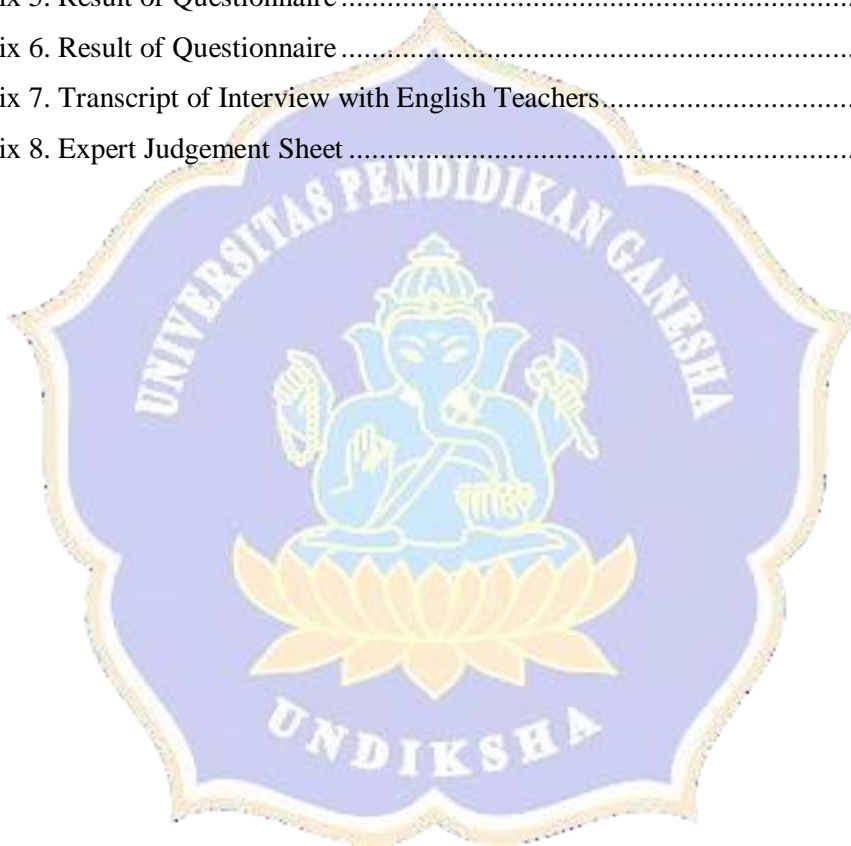 ix 5. Result of Questionnaire ................................................................
ix 6. Result of Questionnaire ................................................................
ix 7. Transcript of Interview with English Teachers ................................
ix 8. Expert Judgement Sheet ................................................................
UNIVERSITAS PENDIDIKAN GANESHA
UNDIKSHA